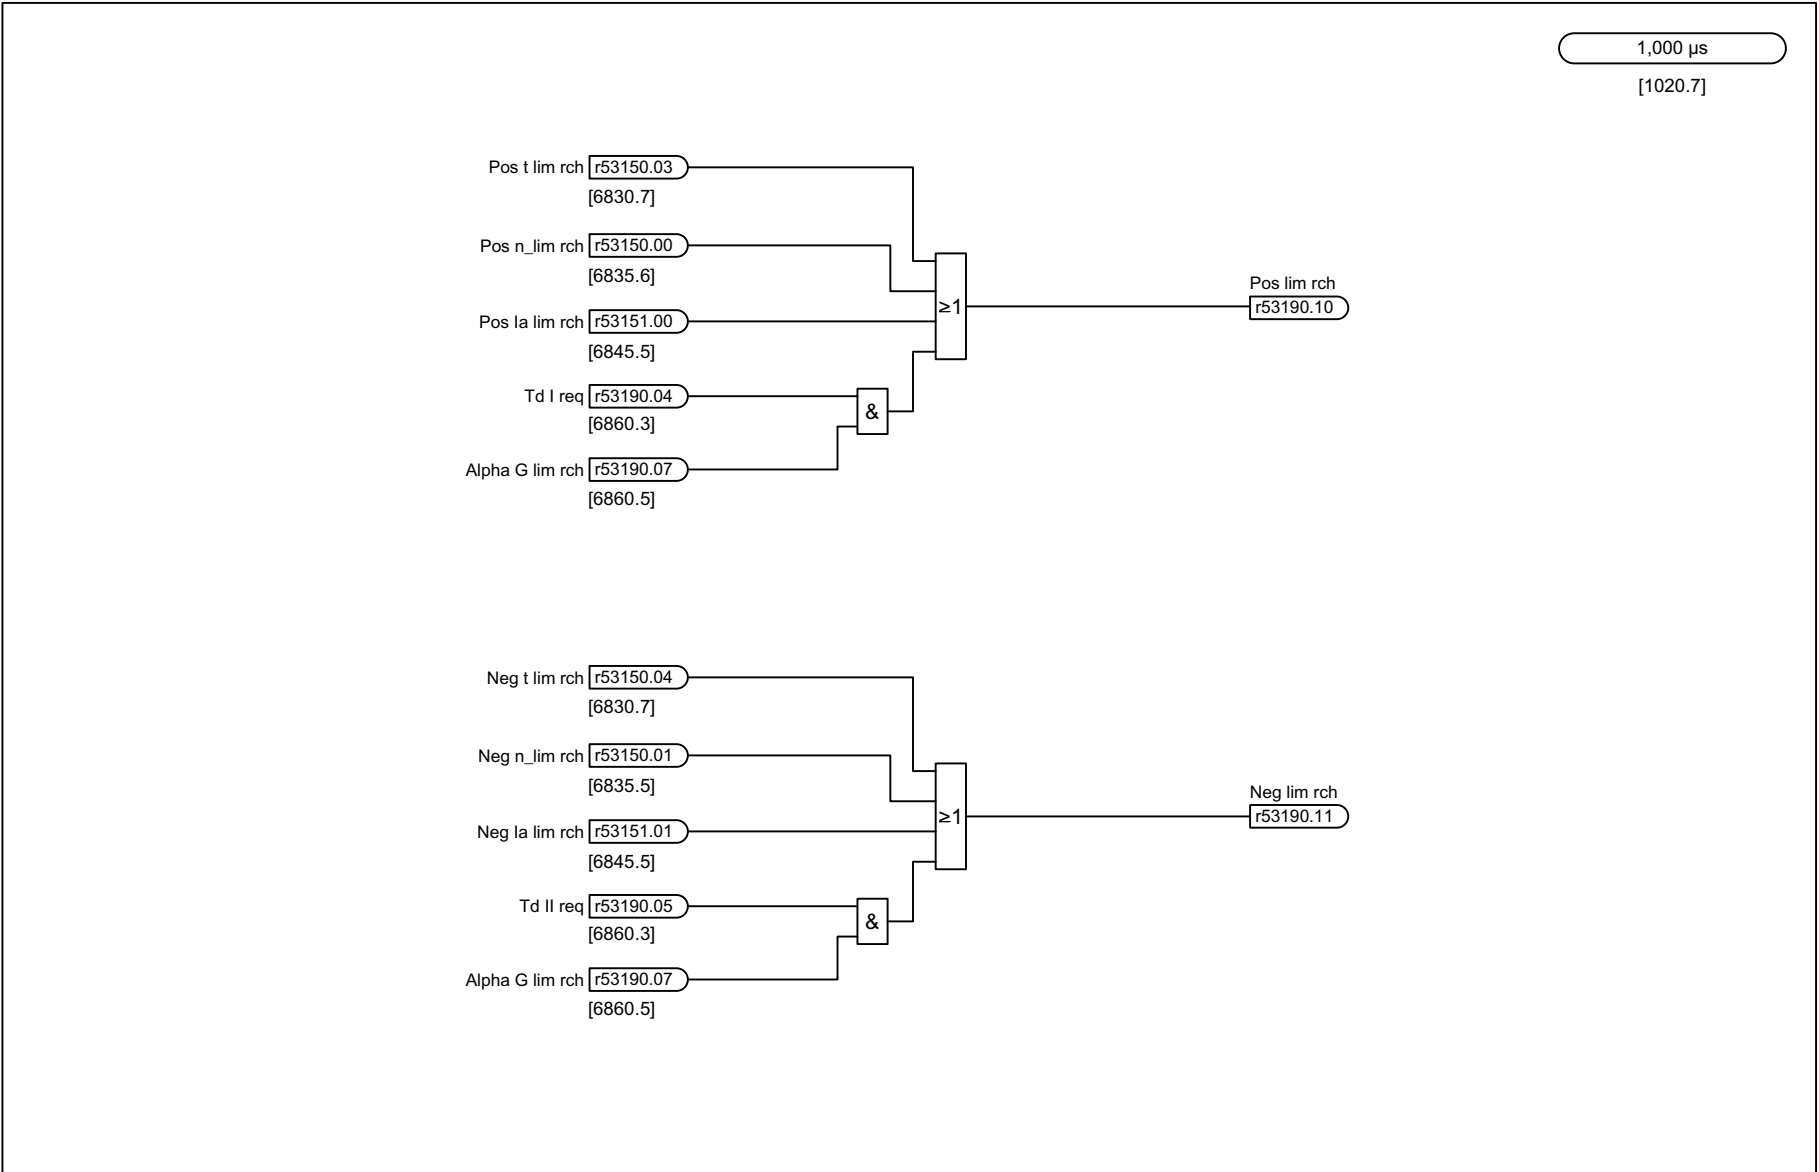 1,000 µs
[1020.7]
Pos t lim rch r53150.03
[6830.7]
Pos n_lim rch r53150.00
[6835.6]
Pos Ia lim rch r53151.00
[6845.5]
Td I req r53190.04
[6860.3]
Alpha G lim rch r53190.07
[6860.5]
&
≥1
Pos lim rch
r53190.10
Neg t lim rch r53150.04
[6830.7]
Neg n_lim rch r53150.01
[6835.5]
Neg Ia lim rch r53151.01
[6845.5]
Td II req r53190.05
[6860.3]
Alpha G lim rch r53190.07
[6860.5]
&
≥1
Neg lim rch
r53190.11